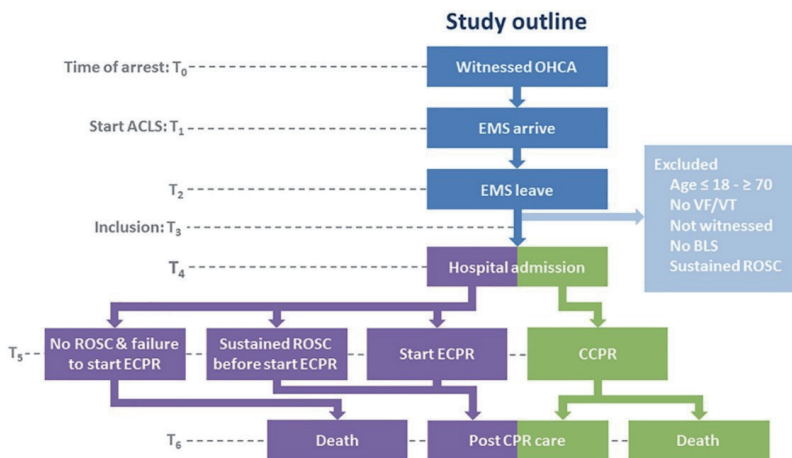 Study outline
Time of arrest: T0
Witnessed OHCA
Start ACLS: T1
EMS arrive
T2
EMS leave
Inclusion: T3
Excluded
Age ≤ 18 - ≥ 70
No VF/VT
Not witnessed
No BLS
Sustained ROSC
T4
Hospital admission
T5
No ROSC & failure
to start ECPR
Sustained ROSC
before start ECPR
Start ECPR
CCPR
T6
Death
Post CPR care
Death